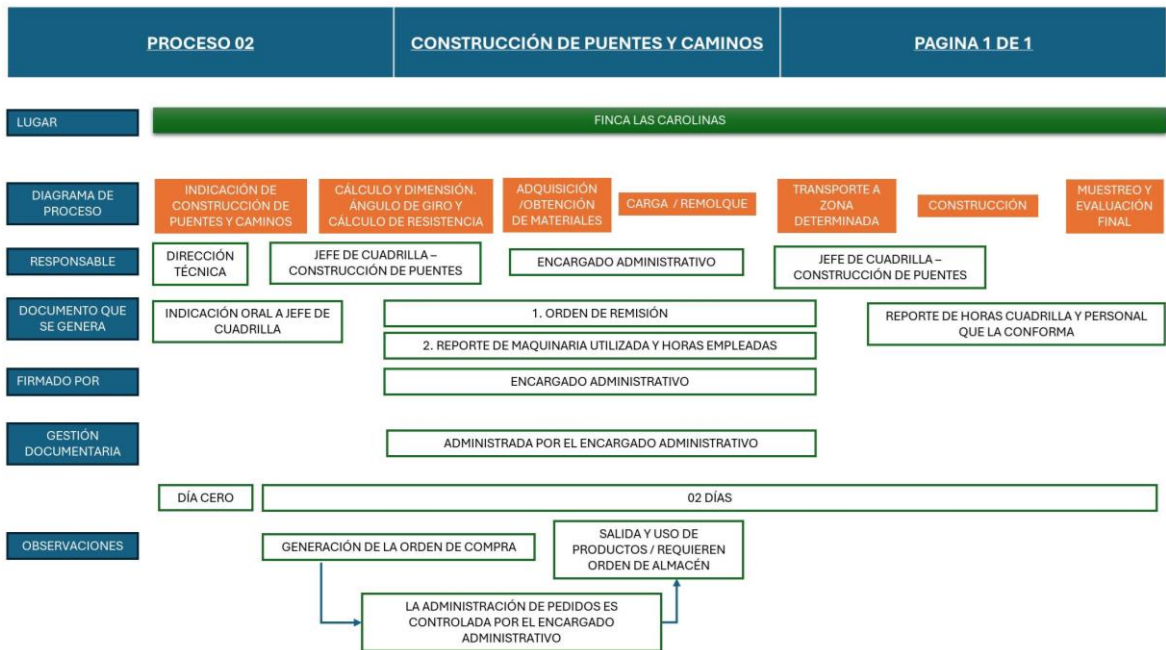 PROCESO 02
CONSTRUCCIÓN DE PUENTES Y CAMINOS
PAGINA 1 DE 1
LUGAR
FINCA LAS CAROLINAS
DIAGRAMA DE
PROCESO
INDICACIÓN DE
CONSTRUCCIÓN DE
PUENTES Y CAMINOS
CÁLCULO Y DIMENSIÓN.
ÁNGULO DE GIRO Y
CÁLCULO DE RESISTENCIA
ADQUISICIÓN
/OBTENCIÓN
DE MATERIALES
CARGA / REMOLQUE
TRANSPORTE A
ZONA
DETERMINADA
CONSTRUCCIÓN
MUESTREO Y
EVALUACIÓN
FINAL
RESPONSABLE
DIRECCIÓN
TÉCNICA
JEFE DE CUADRILLA –
CONSTRUCCIÓN DE PUENTES
ENCARGADO ADMINISTRATIVO
JEFE DE CUADRILLA –
CONSTRUCCIÓN DE PUENTES
DOCUMENTO QUE
SE GENERA
INDICACIÓN ORAL A JEFE DE
CUADRILLA
1. ORDEN DE REMISIÓN
2. REPORTE DE MAQUINARIA UTILIZADA Y HORAS EMPLEADAS
REPORTE DE HORAS CUADRILLA Y PERSONAL
QUE LA CONFORMA
FIRMADO POR
ENCARGADO ADMINISTRATIVO
GESTIÓN
DOCUMENTARIA
ADMINISTRADA POR EL ENCARGADO ADMINISTRATIVO
DÍA CERO
02 DÍAS
OBSERVACIONES
GENERACIÓN DE LA ORDEN DE COMPRA
SALIDA Y USO DE
PRODUCTOS / REQUIEREN
ORDEN DE ALMACÉN
LA ADMINISTRACIÓN DE PEDIDOS ES
CONTROLADA POR EL ENCARGADO
ADMINISTRATIVO